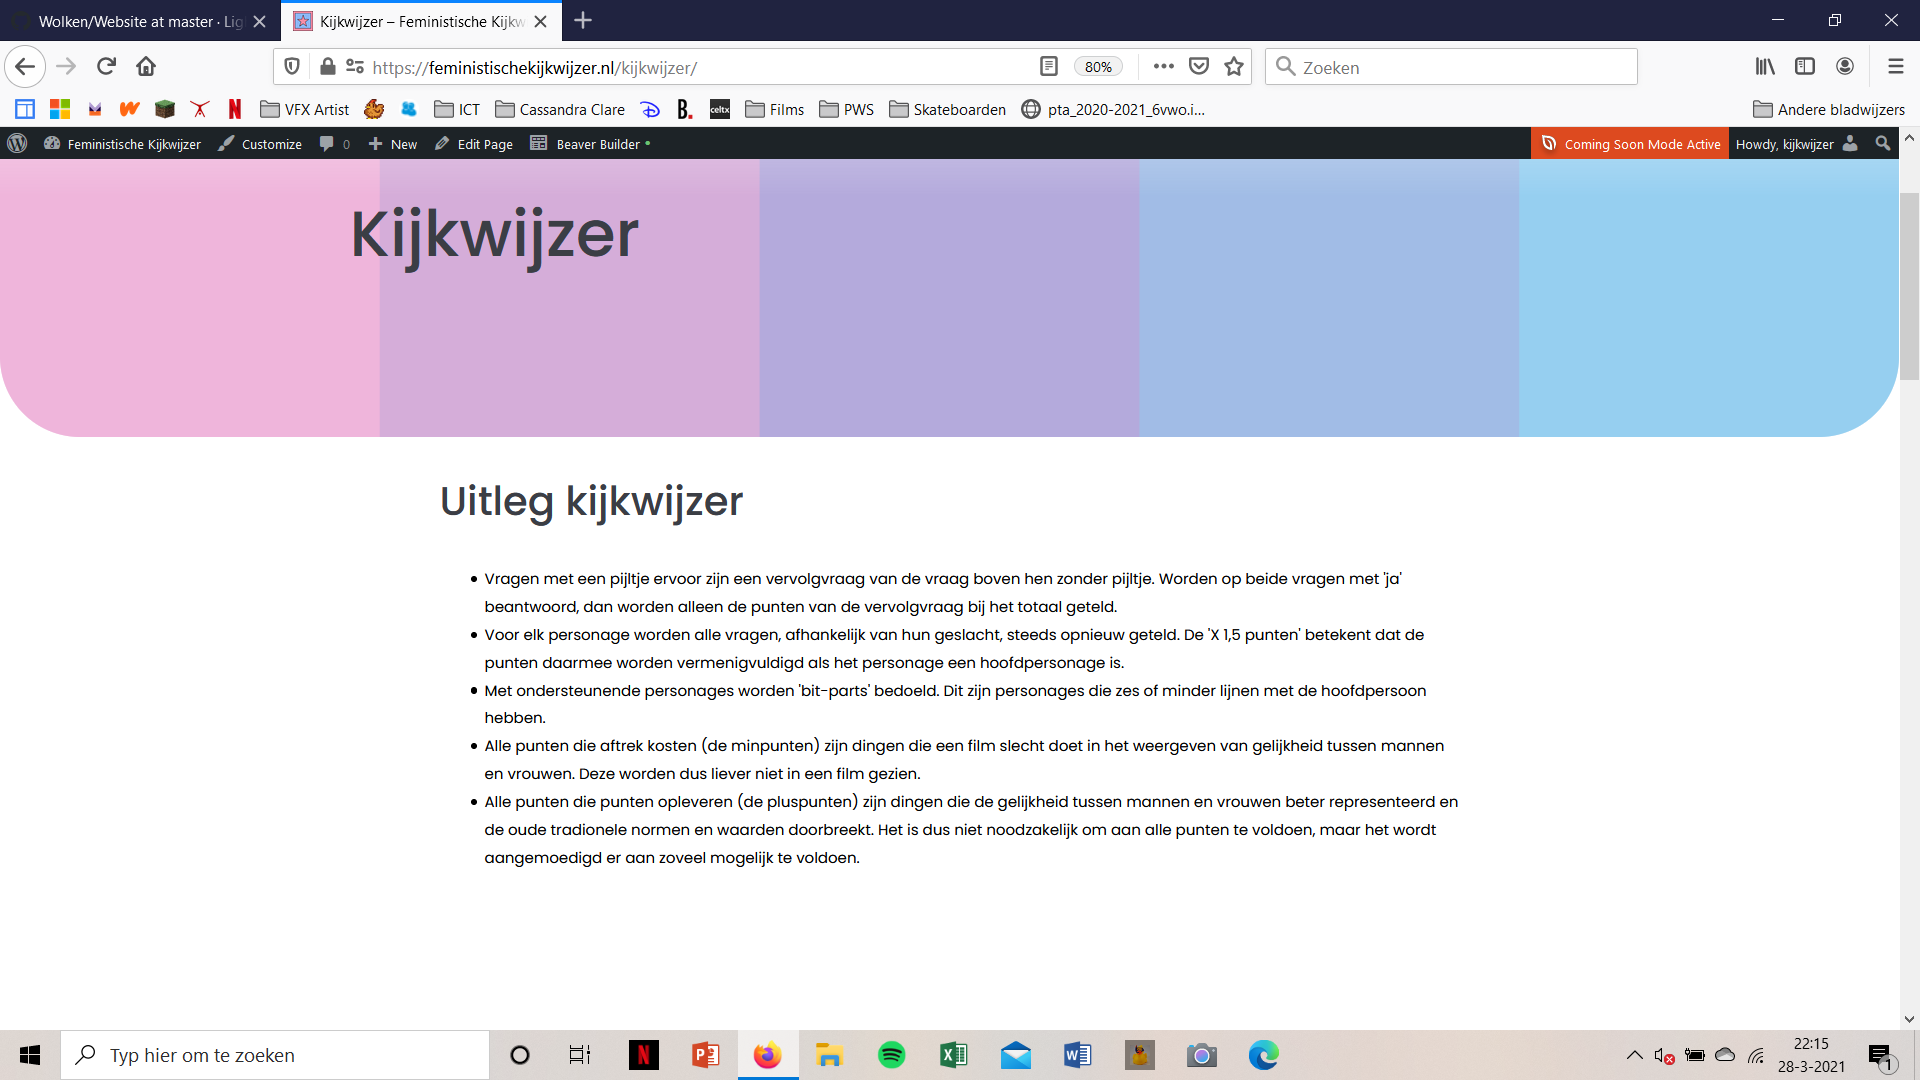 Wolken/Website at master · Lig
Kijkwijzer – Feministische Kijkw
https://feministischekijkwijzer.nl/kijkwijzer/
80%
Zoeken
VFX Artist
ICT
Cassandra Clare
B.
celtx
Films
PWS
Skateboarden
pta_2020-2021_6vwo.i...
Andere bladwijzers
Feministische Kijkwijzer
Customize
0
New
Edit Page
Beaver Builder
Coming Soon Mode Active
Howdy, kijkwijzer
Kijkwijzer
Uitleg kijkwijzer
Vragen met een pijltje ervoor zijn een vervolgvraag van de vraag boven hen zonder pijltje. Worden op beide vragen met 'ja'
beantwoord, dan worden alleen de punten van de vervolgvraag bij het totaal geteld.
Voor elk personage worden alle vragen, afhankelijk van hun geslacht, steeds opnieuw geteld. De 'X 1,5 punten' betekent dat de
punten daarmee worden vermenigvuldigd als het personage een hoofdpersonage is.
Met ondersteunende personages worden 'bit-parts' bedoeld. Dit zijn personages die zes of minder lijnen met de hoofdpersoon
hebben.
Alle punten die aftrek kosten (de minpunten) zijn dingen die een film slecht doet in het weergeven van gelijkheid tussen mannen
en vrouwen. Deze worden dus liever niet in een film gezien.
Alle punten die punten opleveren (de pluspunten) zijn dingen die de gelijkheid tussen mannen en vrouwen beter representeerd en
de oude tradionele normen en waarden doorbreekt. Het is dus niet noodzakelijk om aan alle punten te voldoen, maar het wordt
aangemoedigd er aan zoveel mogelijk te voldoen.
Typ hier om te zoeken
22:15
28-3-2021
1